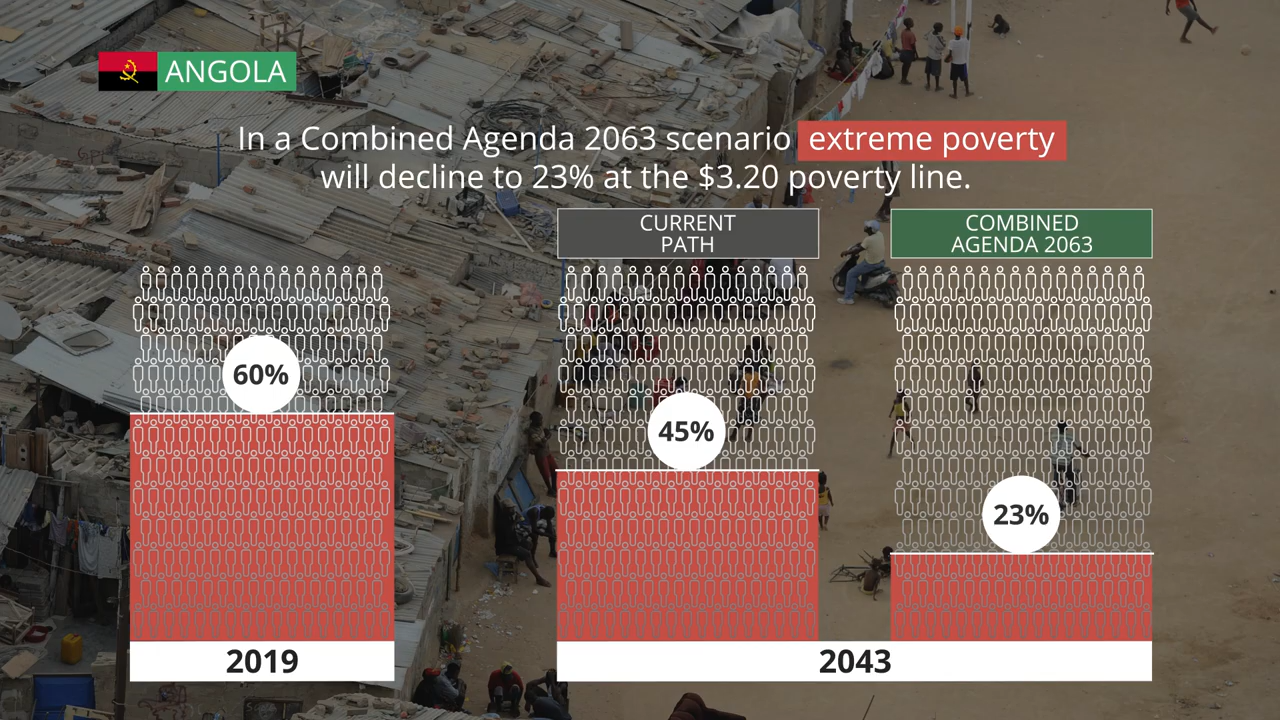 ANGOLA
In a Combined Agenda 2063 scenario extreme poverty
will decline to 23% at the $3.20 poverty line.
CURRENT
PATH
COMBINED
AGENDA 2063
60%
45%
23%
2019
2043